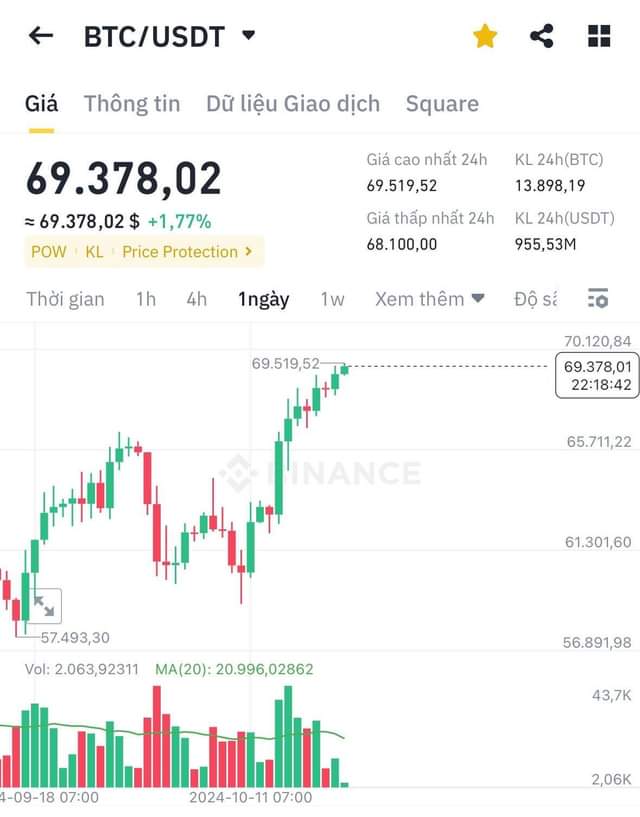 BTC/USDT
Giá Thông tin Dữ liệu Giao dịch Square
69.378,02
≈ 69.378,02 $ +1,77%
POW KL Price Protection
Giá cao nhất 24h KL 24h(BTC)
69.519,52 13.898,19
Giá thấp nhất 24h KL 24h(USDT)
68.100,00 955,53M
Thời gian 1h 4h 1ngày 1w Xem thêm Độ sâ
70.120,84
69.519,52
69.378,01
22:18:42
65.711,22
BINANCE
61.301,60
57.493,30
56.891,98
Vol: 2.063,92311 MA(20): 20.996,02862
43,7K
2,06K
4-09-18 07:00 2024-10-11 07:00